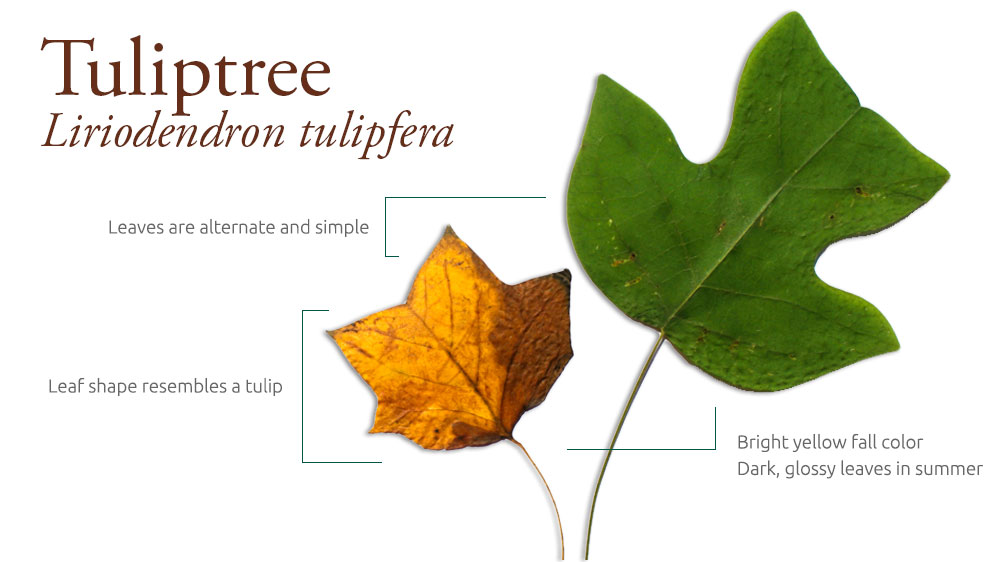 Tuliptree
Liriodendron tulipfera
Leaves are alternate and simple
Leaf shape resembles a tulip
Bright yellow fall color
Dark, glossy leaves in summer